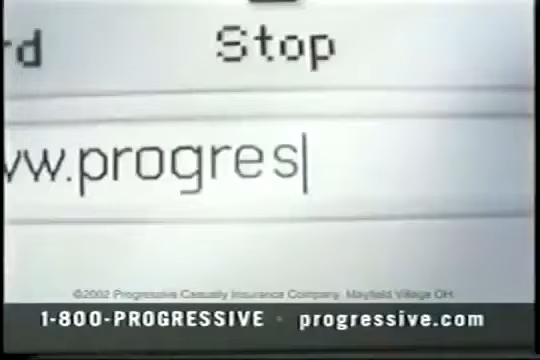 rd Stop
ww.progres
©2002 Progressive Casualty Insurance Company, Mayfield Village OH
1-800-PROGRESSIVE · progressive.com